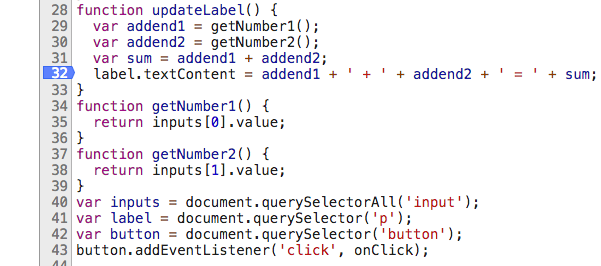 28 function updateLabel() {
29   var addend1 = getNumber1();
30   var addend2 = getNumber2();
31   var sum = addend1 + addend2;
32   label.textContent = addend1 + ' + ' + addend2 + ' = ' + sum;
33 }
34 function getNumber1() {
35   return inputs[0].value;
36 }
37 function getNumber2() {
38   return inputs[1].value;
39 }
40 var inputs = document.querySelectorAll('input');
41 var label = document.querySelector('p');
42 var button = document.querySelector('button');
43 button.addEventListener('click', onClick);